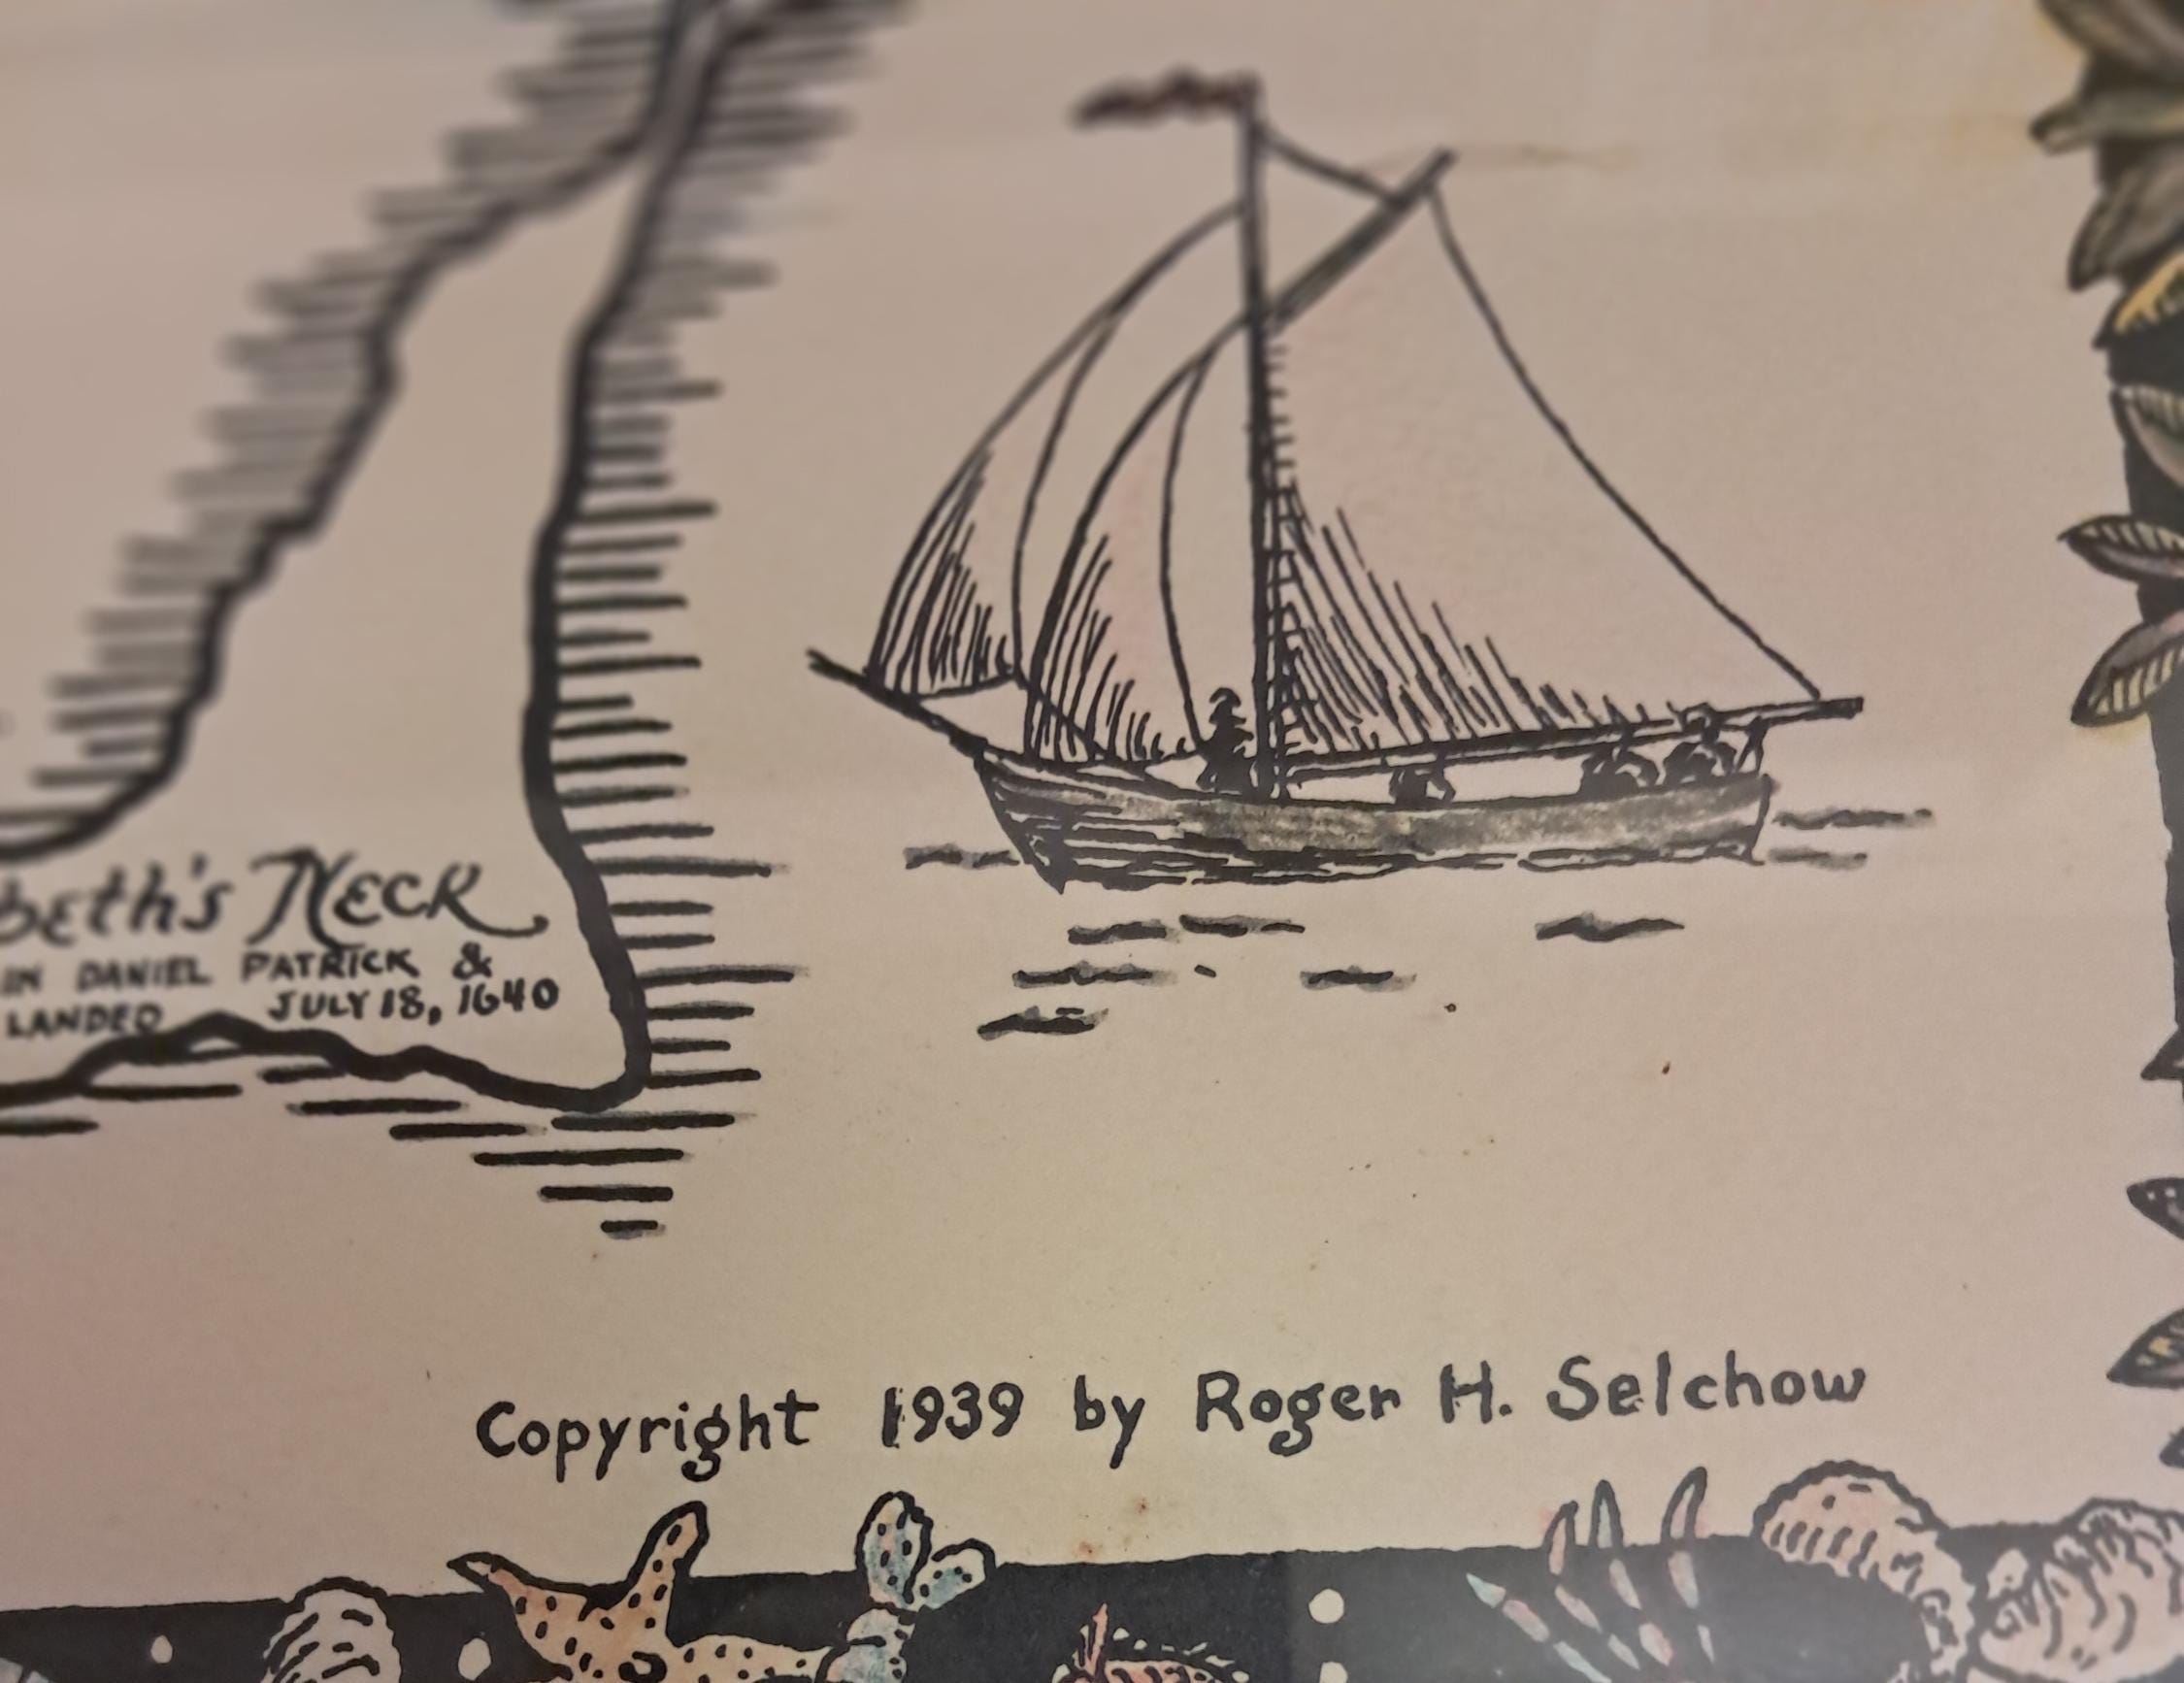 beth's Neck
IN DANIEL PATRICK &
LANDED JULY 18, 1640
Copyright 1939 by Roger H. Selchow